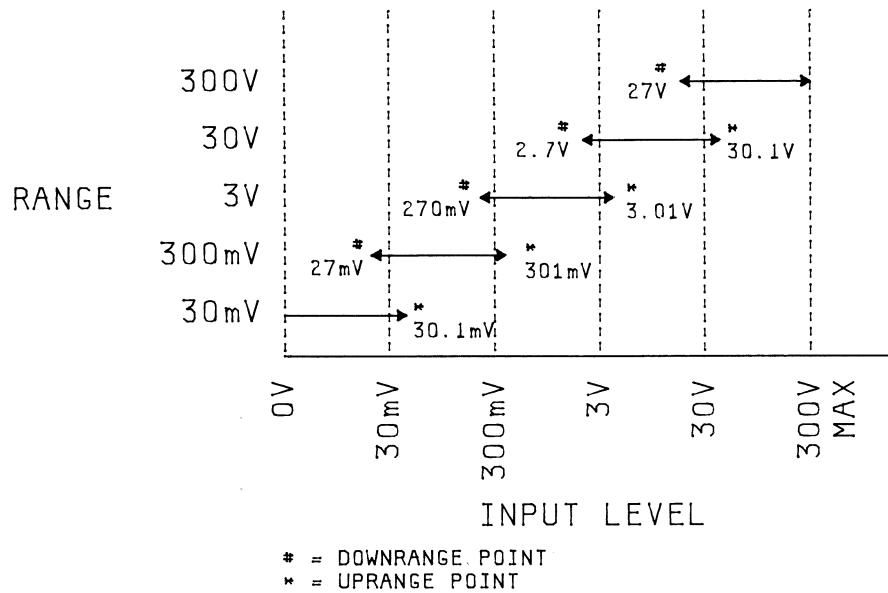 300V
#
27V
30V
#
2.7V
*
30.1V
RANGE
3V
#
270mV
*
3.01V
300mV
#
27mV
*
301mV
30mV
*
30.1mV
0V
30mV
300mV
3V
30V
300V
MAX
INPUT LEVEL
# = DOWNRANGE POINT
* = UPRANGE POINT